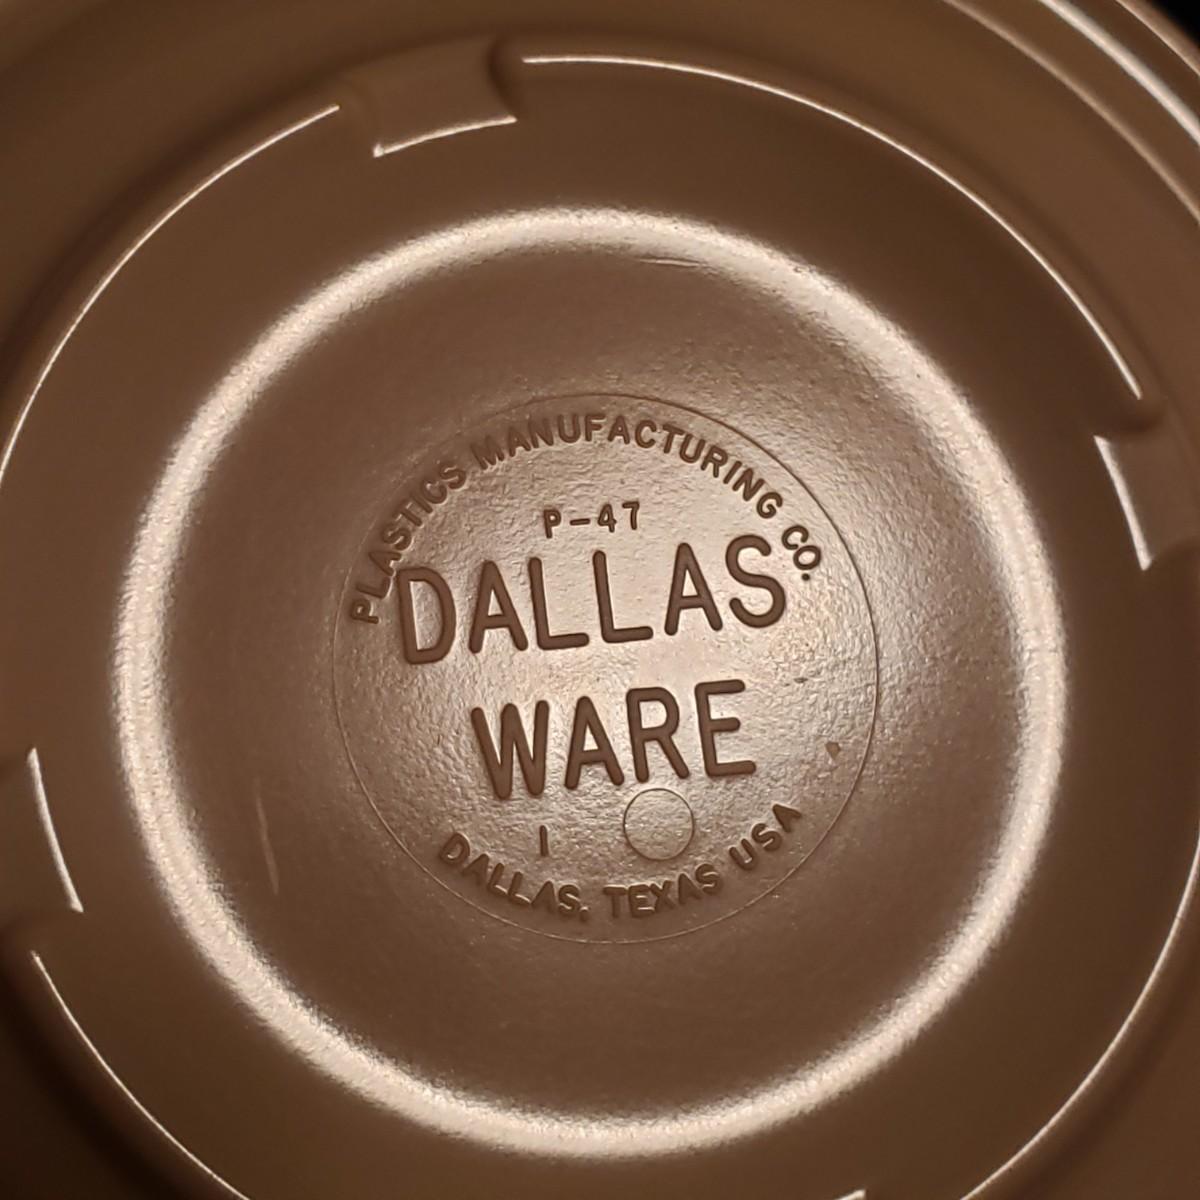 PLASTICS MANUFACTURING CO.
P-47
DALLAS
WARE
1
DALLAS, TEXAS USA